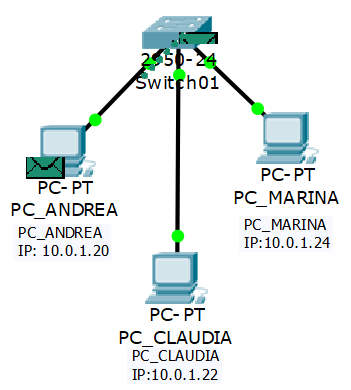 2950-24
Switch01
PC-PT
PC_ANDREA
PC_ANDREA
IP: 10.0.1.20
PC-PT
PC_MARINA
PC_MARINA
IP:10.0.1.24
PC-PT
PC_CLAUDIA
PC_CLAUDIA
IP:10.0.1.22